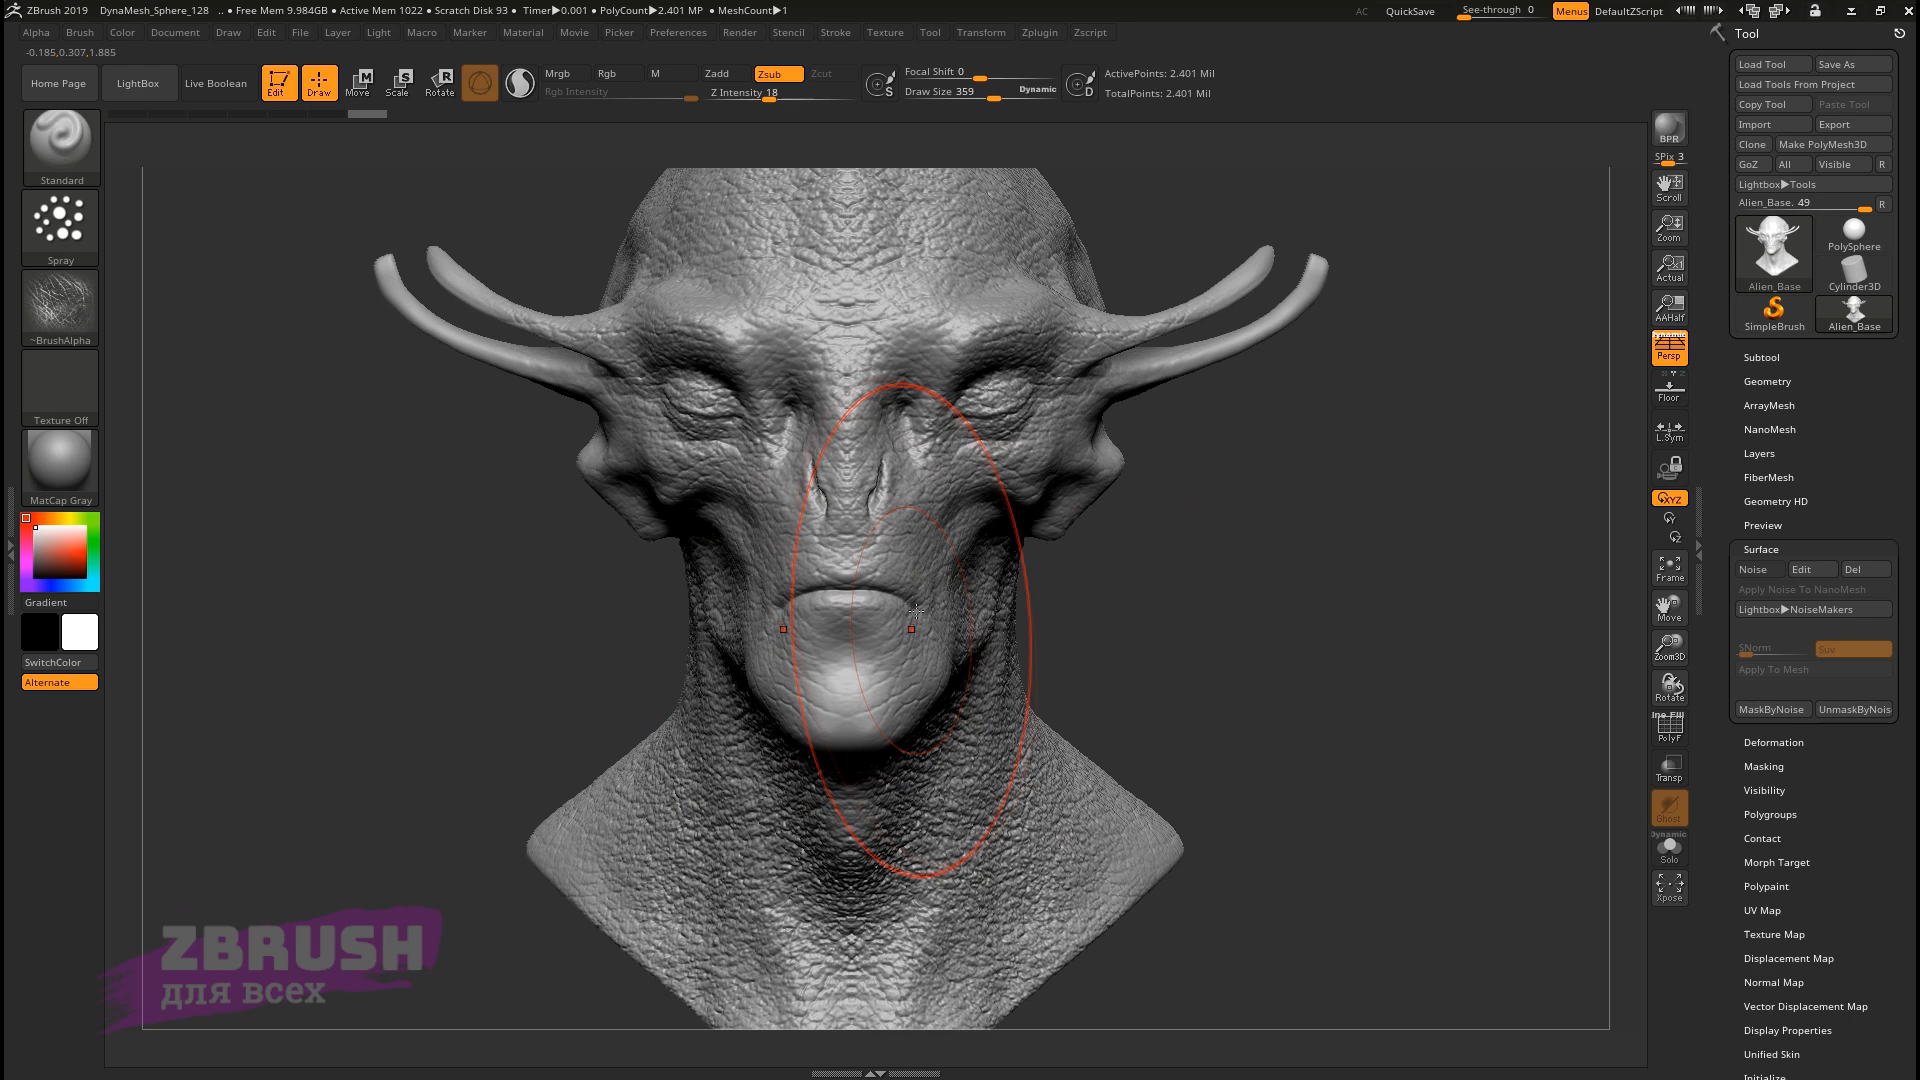 ZBrush 2019 DynaMesh_Sphere_128 .. • Free Mem 9.984GB • Active Mem 1022 • Scratch Disk 93 • Timer▶0.001 • PolyCount▶2.401 MP • MeshCount▶1 AC QuickSave See-through 0 Menus DefaultZScript
Alpha Brush Color Document Draw Edit File Layer Light Macro Marker Material Movie Picker Preferences Render Stencil Stroke Texture Tool Transform Zplugin Zscript
-0.185,0.307,1.885
Home Page LightBox Live Boolean Edit Draw Move Scale Rotate
Mrgb Rgb M Zadd Zsub Zcut
Rgb Intensity Z Intensity 18
Focal Shift 0
Draw Size 359 Dynamic
ActivePoints: 2.401 Mil
TotalPoints: 2.401 Mil
Standard
Spray
~BrushAlpha
Texture Off
MatCap Gray
Gradient
SwitchColor
Alternate
ZBRUSH
для всех
BPR
SPix 3
Scroll
Zoom
Actual
AAHalf
Dynamic
Persp
Floor
L.Sym
XYZ
Frame
Move
Zoom3D
Rotate
Line Fill
PolyF
Transp
Ghost
Dynamic
Solo
Xpose
Tool
Load Tool Save As
Load Tools From Project
Copy Tool Paste Tool
Import Export
Clone Make PolyMesh3D
GoZ All Visible R
Lightbox▶Tools
Alien_Base. 49 R
Alien_Base PolySphere
Cylinder3D
SimpleBrush Alien_Base
Subtool
Geometry
ArrayMesh
NanoMesh
Layers
FiberMesh
Geometry HD
Preview
Surface
Noise Edit Del
Apply Noise To NanoMesh
Lightbox▶NoiseMakers
SNorm Suv
Apply To Mesh
MaskByNoise UnmaskByNois
Deformation
Masking
Visibility
Polygroups
Contact
Morph Target
Polypaint
UV Map
Texture Map
Displacement Map
Normal Map
Vector Displacement Map
Display Properties
Unified Skin
Initialize